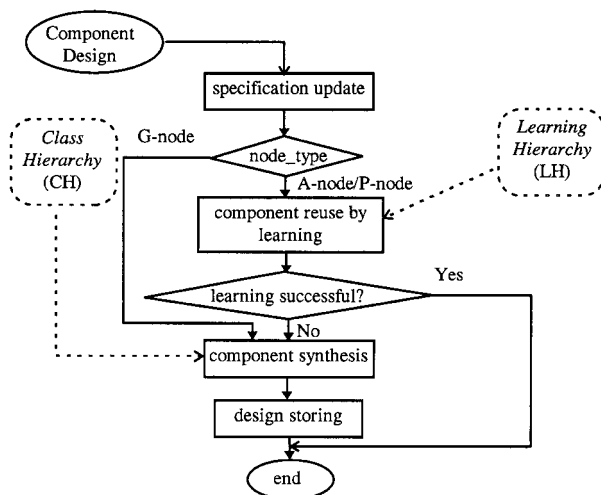 Component
Design
specification update
Class
Hierarchy
(CH)
G-node
node_type
Learning
Hierarchy
(LH)
A-node/P-node
component reuse by
learning
Yes
learning successful?
No
component synthesis
design storing
end